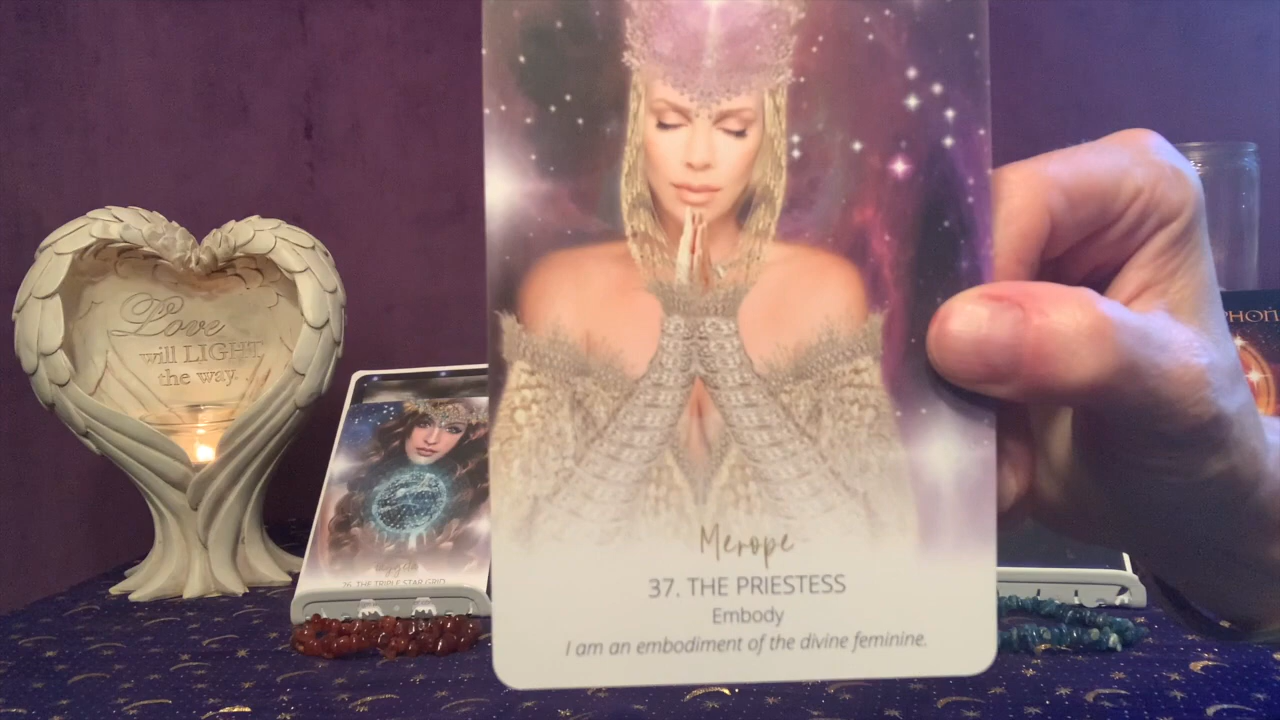 Love
will LIGHT
the way.
26. THE TRIPLE STAR GRID
Merope
37. THE PRIESTESS
Embody
I am an embodiment of the divine feminine.